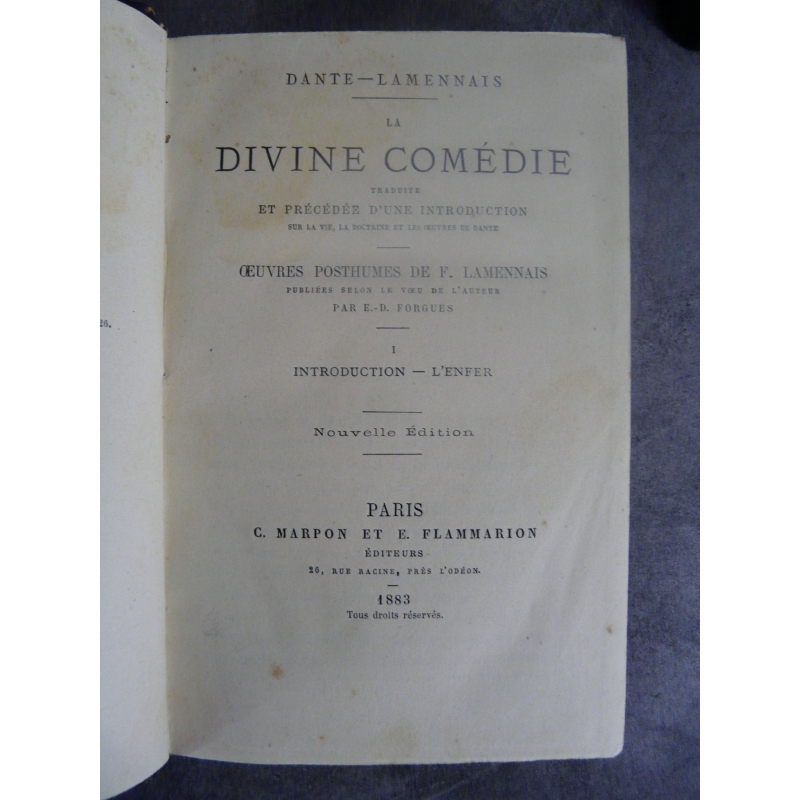 26.
DANTE—LAMENNAIS
LA
DIVINE COMÉDIE
TRADUITE
ET PRÉCÉDÉE D'UNE INTRODUCTION
SUR LA VIE, LA DOCTRINE ET LES ŒUVRES DE DANTE
ŒUVRES POSTHUMES DE F. LAMENNAIS
PUBLIÉES SELON LE VŒU DE L'AUTEUR
PAR E.-D. FORGUES
I
INTRODUCTION — L'ENFER
Nouvelle Édition
PARIS
C. MARPON ET E. FLAMMARION
ÉDITEURS
26, RUE RACINE, PRÈS L'ODÉON.
1883
Tous droits réservés.